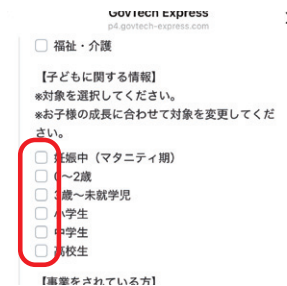 GovTech Express
p4.govtech-express.com
福祉・介護
【子どもに関する情報】
※対象を選択してください。
※お子様の成長に合わせて対象を変更してくだ
さい。
妊娠中（マタニティ期）
0〜2歳
3歳〜未就学児
小学生
中学生
高校生
【事業をされている方】